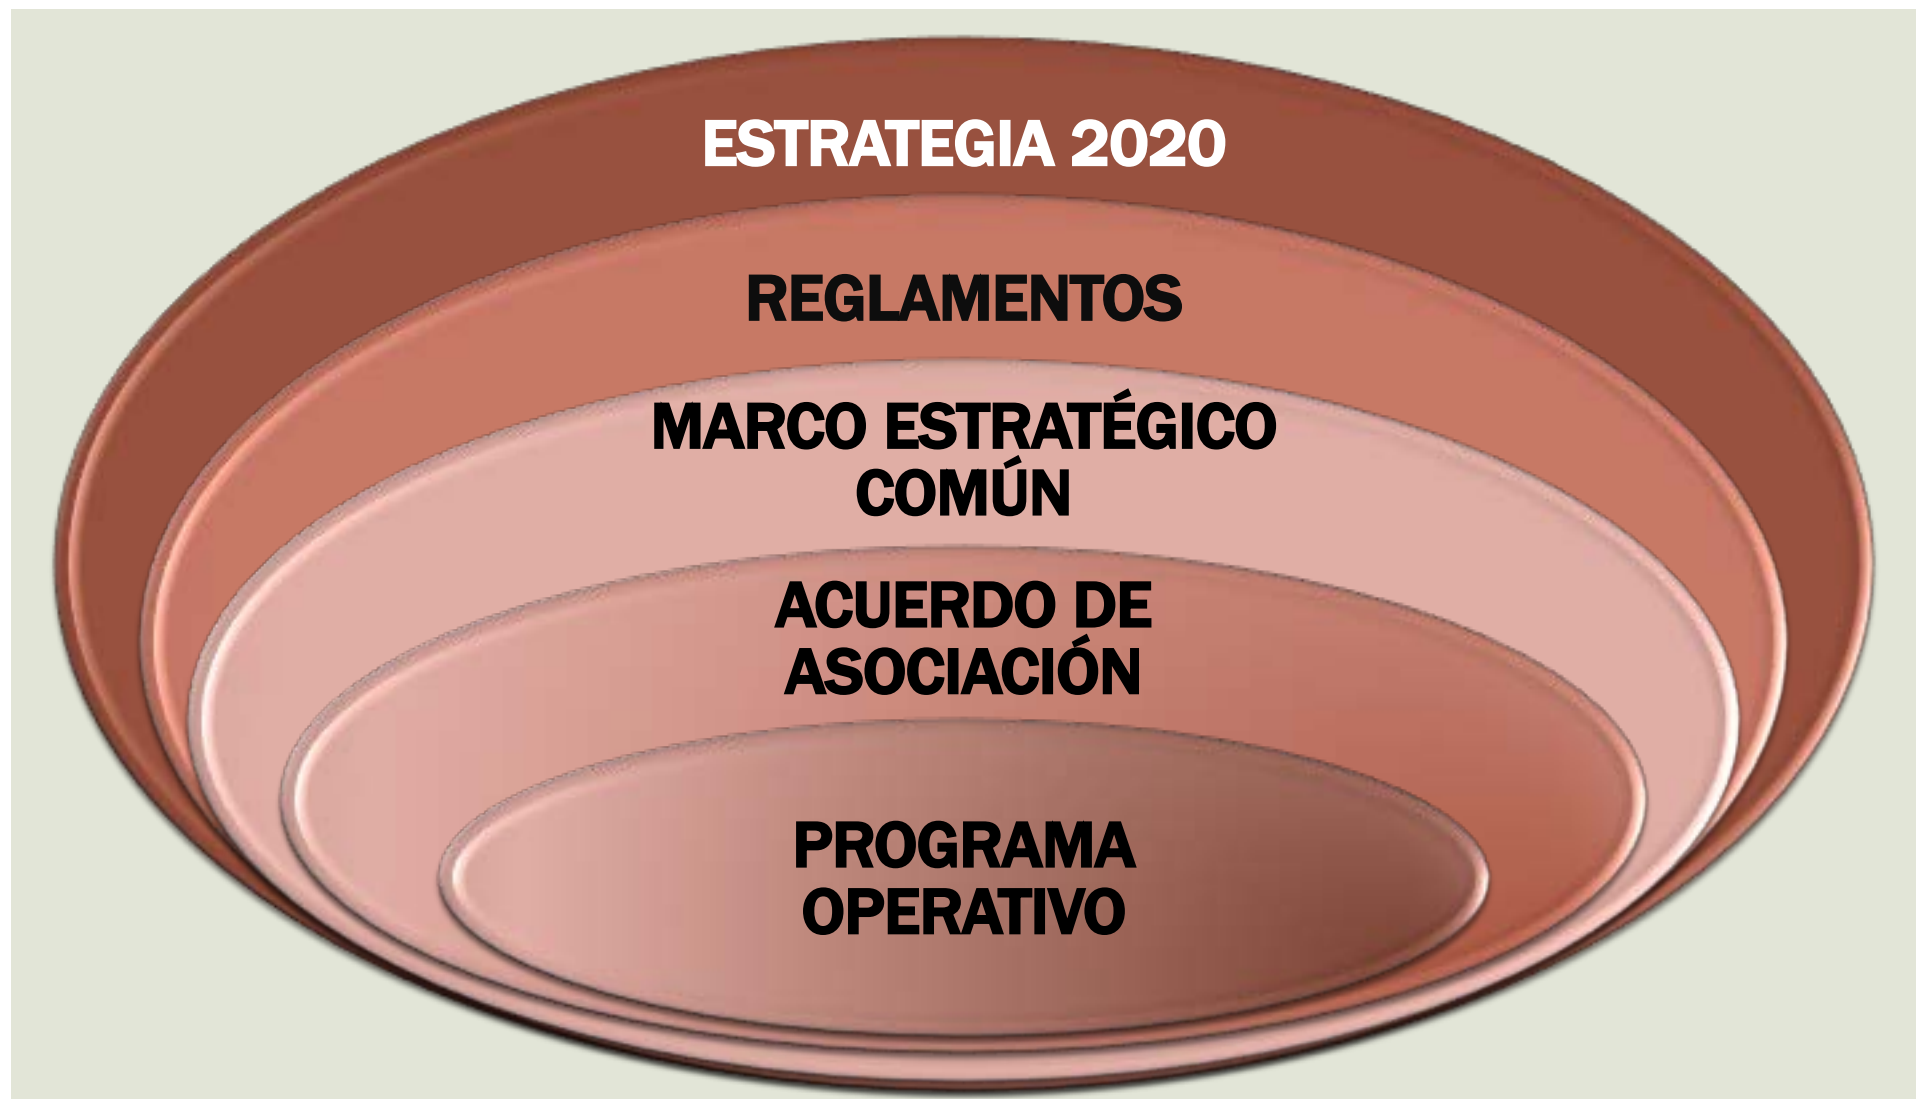 ESTRATEGIA 2020
REGLAMENTOS
MARCO ESTRATÉGICO
COMÚN
ACUERDO DE
ASOCIACIÓN
PROGRAMA
OPERATIVO